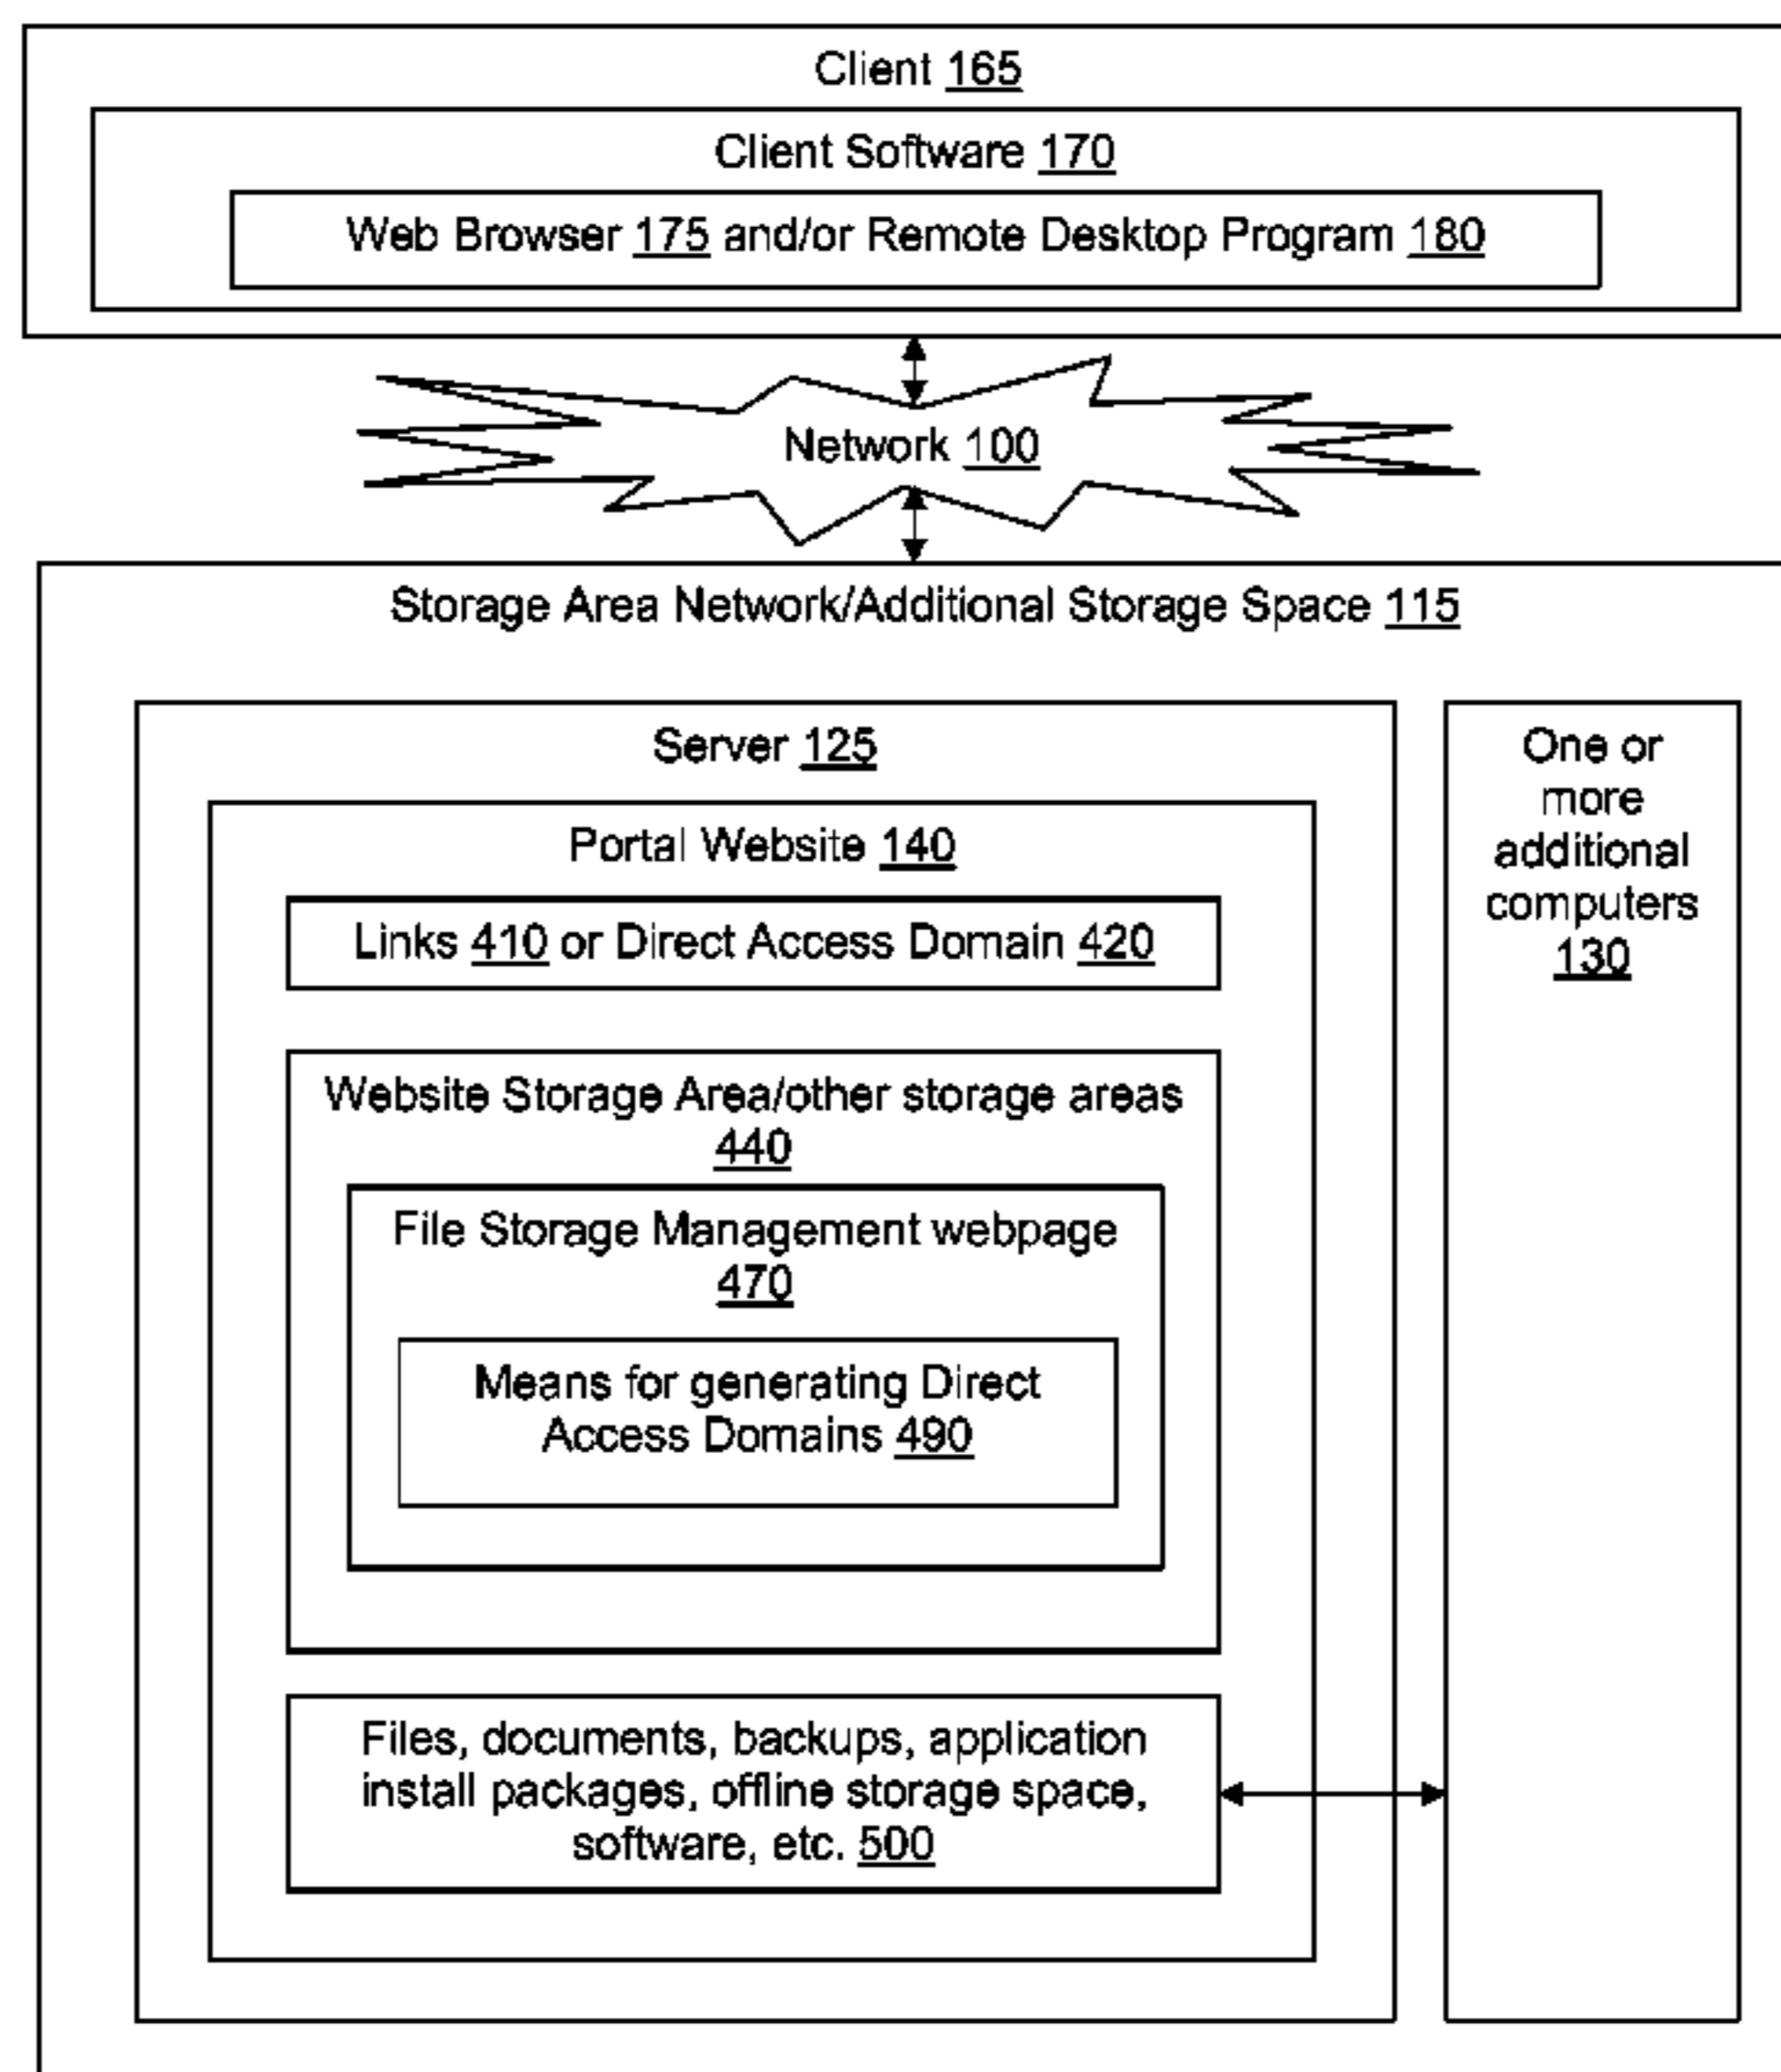 Client 165
Client Software 170
Web Browser 175 and/or Remote Desktop Program 180
Network 100
Storage Area Network/Additional Storage Space 115
Server 125
Portal Website 140
Links 410 or Direct Access Domain 420
Website Storage Area/other storage areas
440
File Storage Management webpage
470
Means for generating Direct
Access Domains 490
Files, documents, backups, application
install packages, offline storage space,
software, etc. 500
One or
more
additional
computers
130